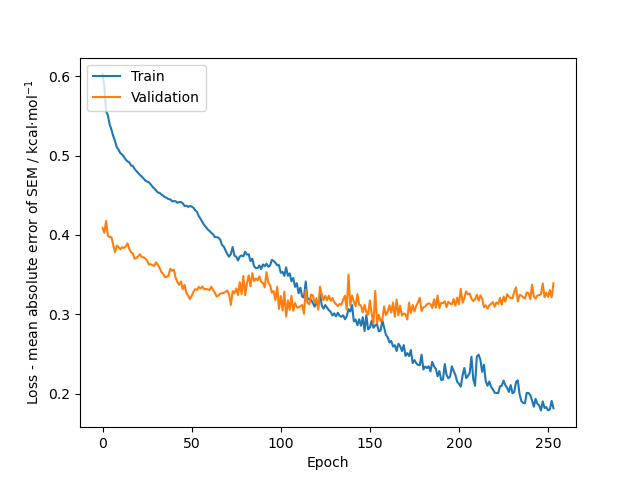 Train
Validation
0.6
0.5
0.4
0.3
0.2
Loss - mean absolute error of SEM / kcal·mol⁻¹
0 50 100 150 200 250
Epoch